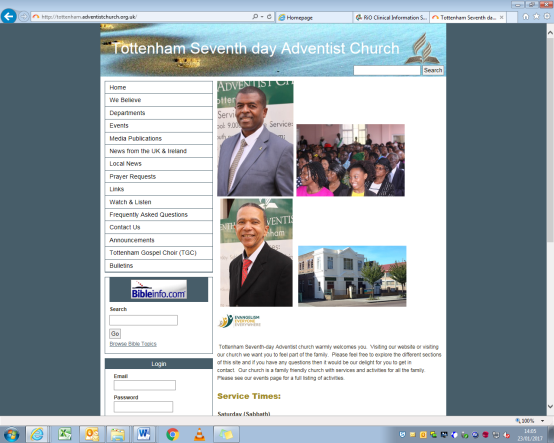 http://tottenham.adventistchurch.org.uk/
Homepage
RiO Clinical Information S...
Tottenham Seventh da...
Tottenham Seventh day Adventist Church
Search
Home
We Believe
Departments
Events
Media Publications
News from the UK & Ireland
Local News
Prayer Requests
Links
Watch & Listen
Frequently Asked Questions
Contact Us
Announcements
Tottenham Gospel Choir (TGC)
Bulletins
Bibleinfo.com
Search
Go
Browse Bible Topics
Login
Email
Password
EVANGELISM
EVERYONE
EVERYWHERE
Tottenham Seventh-day Adventist church warmly welcomes you. Visiting our website or visiting
our church we want you to feel part of the family. Please feel free to explore the different sections
of this site and if you have any questions then it would be our delight for you to get in
contact. Our church is a family friendly church with services and activities for all the family.
Please see our events page for a full listing of activities.
Service Times:
Saturday (Sabbath)
100%
14:05
23/01/2017